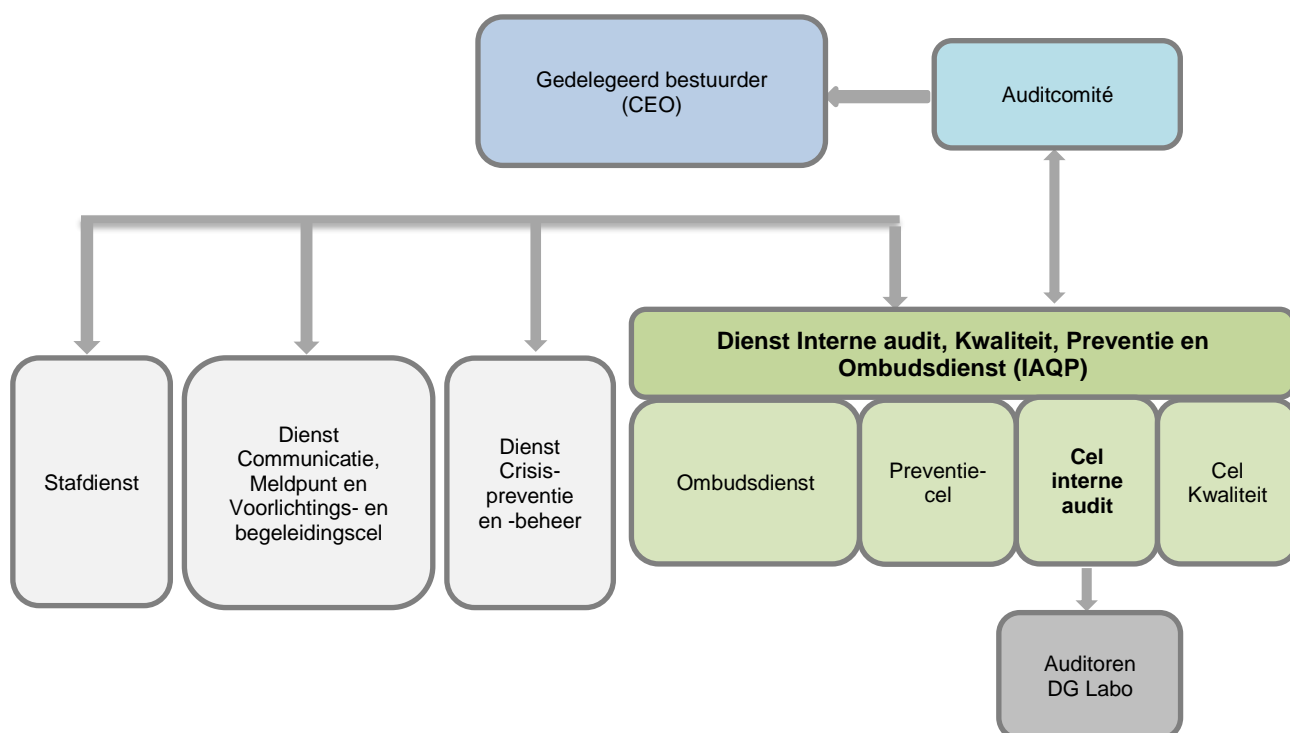 Gedelegeerd bestuurder
(CEO)
Auditcomité
Dienst Interne audit, Kwaliteit, Preventie en
Ombudsdienst (IAQP)
Stafdienst
Dienst
Communicatie,
Meldpunt en
Voorlichtings- en
begeleidingscel
Dienst
Crisis-
preventie
en -beheer
Ombudsdienst
Preventie-
cel
Cel
interne
audit
Cel
Kwaliteit
Auditoren
DG Labo